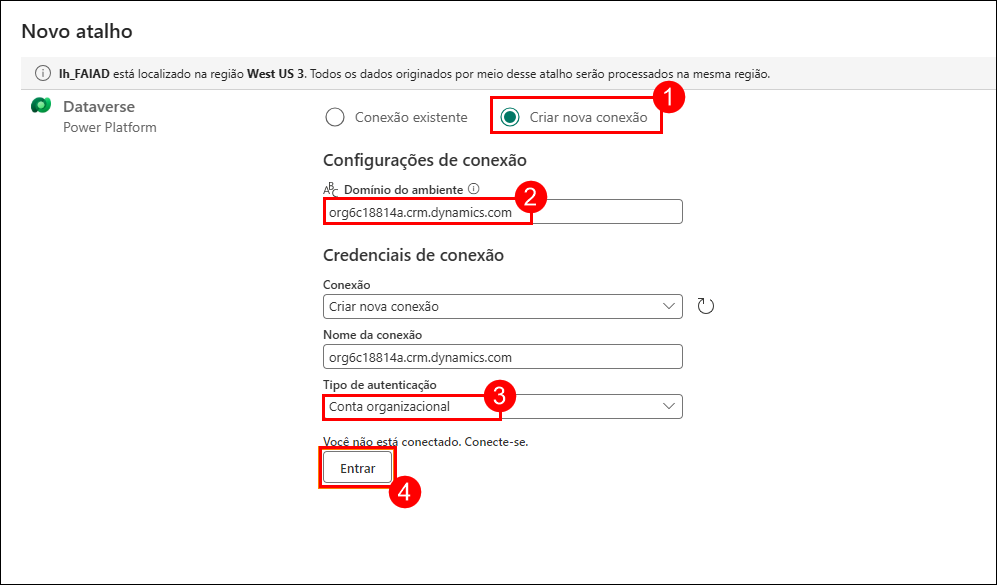 Novo atalho
lh_FAIAD está localizado na região West US 3. Todos os dados originados por meio desse atalho serão processados na mesma região.
Dataverse
Power Platform
Conexão existente
Criar nova conexão
1
Configurações de conexão
ABC Domínio do ambiente
2
org6c18814a.crm.dynamics.com
Credenciais de conexão
Conexão
Criar nova conexão
Nome da conexão
org6c18814a.crm.dynamics.com
Tipo de autenticação
3
Conta organizacional
Você não está conectado. Conecte-se.
Entrar
4